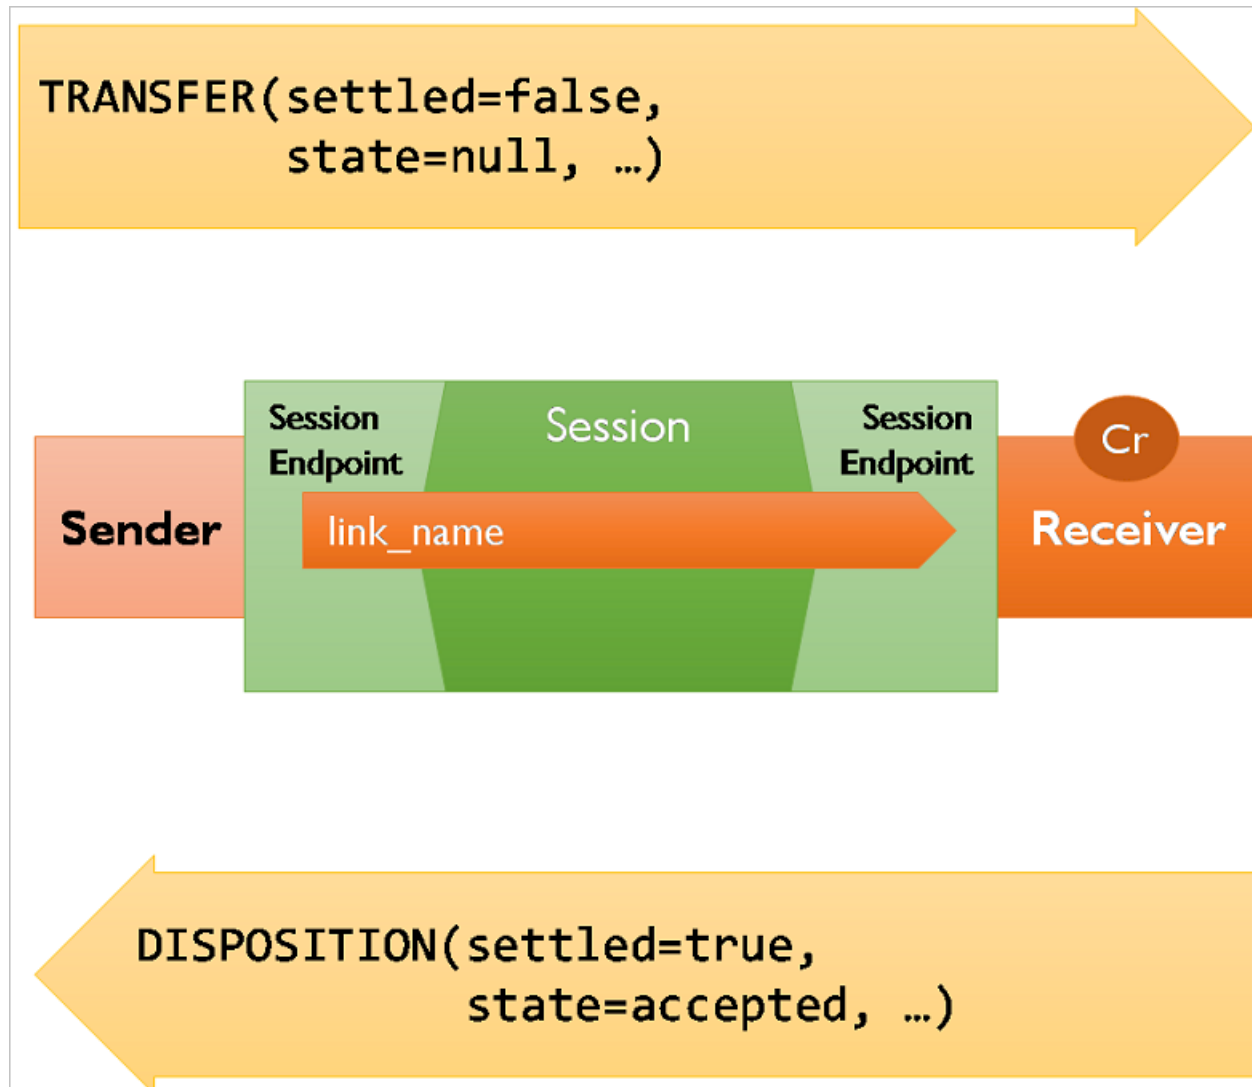 TRANSFER(settled=false,
state=null, …)
Session
Endpoint
Session
Session
Endpoint
Cr
Sender
link_name
Receiver
DISPOSITION(settled=true,
state=accepted, …)